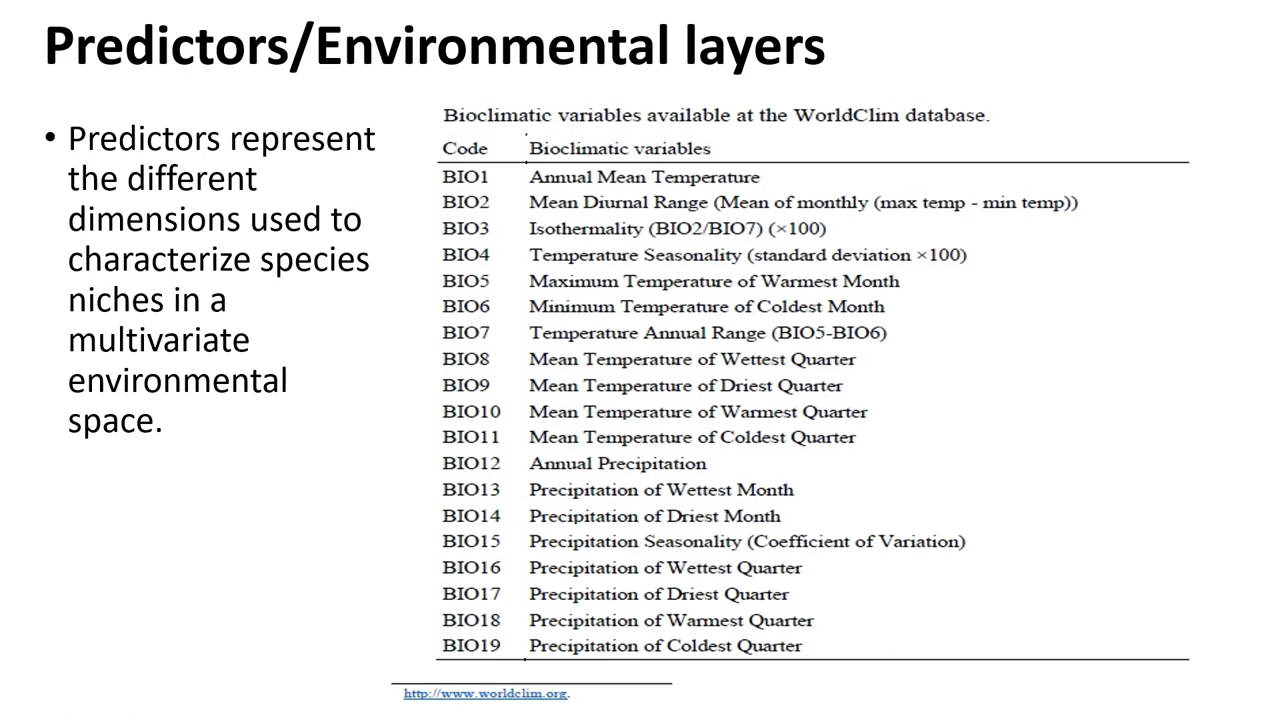 Predictors/Environmental layers
• Predictors represent
the different
dimensions used to
characterize species
niches in a
multivariate
environmental
space.
Bioclimatic variables available at the WorldClim database.
Code Bioclimatic variables
BIO1 Annual Mean Temperature
BIO2 Mean Diurnal Range (Mean of monthly (max temp - min temp))
BIO3 Isothermality (BIO2/BIO7) (×100)
BIO4 Temperature Seasonality (standard deviation ×100)
BIO5 Maximum Temperature of Warmest Month
BIO6 Minimum Temperature of Coldest Month
BIO7 Temperature Annual Range (BIO5-BIO6)
BIO8 Mean Temperature of Wettest Quarter
BIO9 Mean Temperature of Driest Quarter
BIO10 Mean Temperature of Warmest Quarter
BIO11 Mean Temperature of Coldest Quarter
BIO12 Annual Precipitation
BIO13 Precipitation of Wettest Month
BIO14 Precipitation of Driest Month
BIO15 Precipitation Seasonality (Coefficient of Variation)
BIO16 Precipitation of Wettest Quarter
BIO17 Precipitation of Driest Quarter
BIO18 Precipitation of Warmest Quarter
BIO19 Precipitation of Coldest Quarter
http://www.worldclim.org.